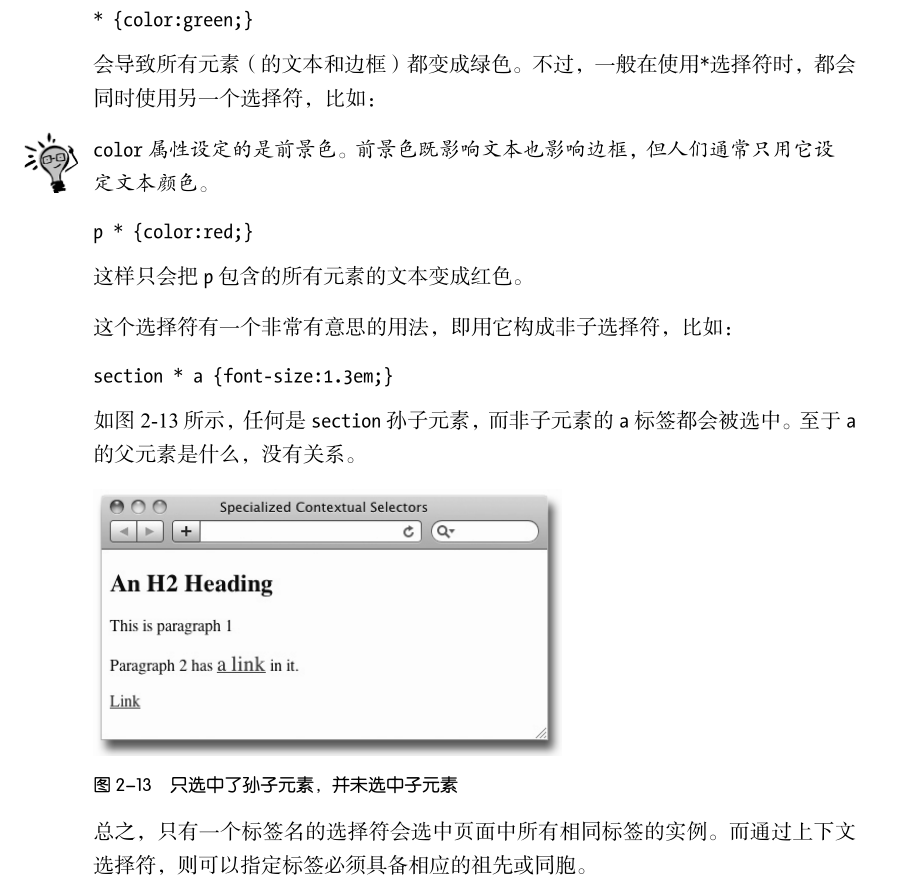 * {color:green;}
会导致所有元素（的文本和边框）都变成绿色。不过，一般在使用*选择符时，都会
同时使用另一个选择符，比如：
color 属性设定的是前景色。前景色既影响文本也影响边框，但人们通常只用它设
定文本颜色。
p * {color:red;}
这样只会把 p 包含的所有元素的文本变成红色。
这个选择符有一个非常有意思的用法，即用它构成非子选择符，比如：
section * a {font-size:1.3em;}
如图 2-13 所示，任何是 section 孙子元素，而非子元素的 a 标签都会被选中。至于 a
的父元素是什么，没有关系。
Specialized Contextual Selectors
An H2 Heading
This is paragraph 1
Paragraph 2 has a link in it.
Link
图 2-13 只选中了孙子元素，并未选中子元素
总之，只有一个标签名的选择符会选中页面中所有相同标签的实例。而通过上下文
选择符，则可以指定标签必须具备相应的祖先或同胞。